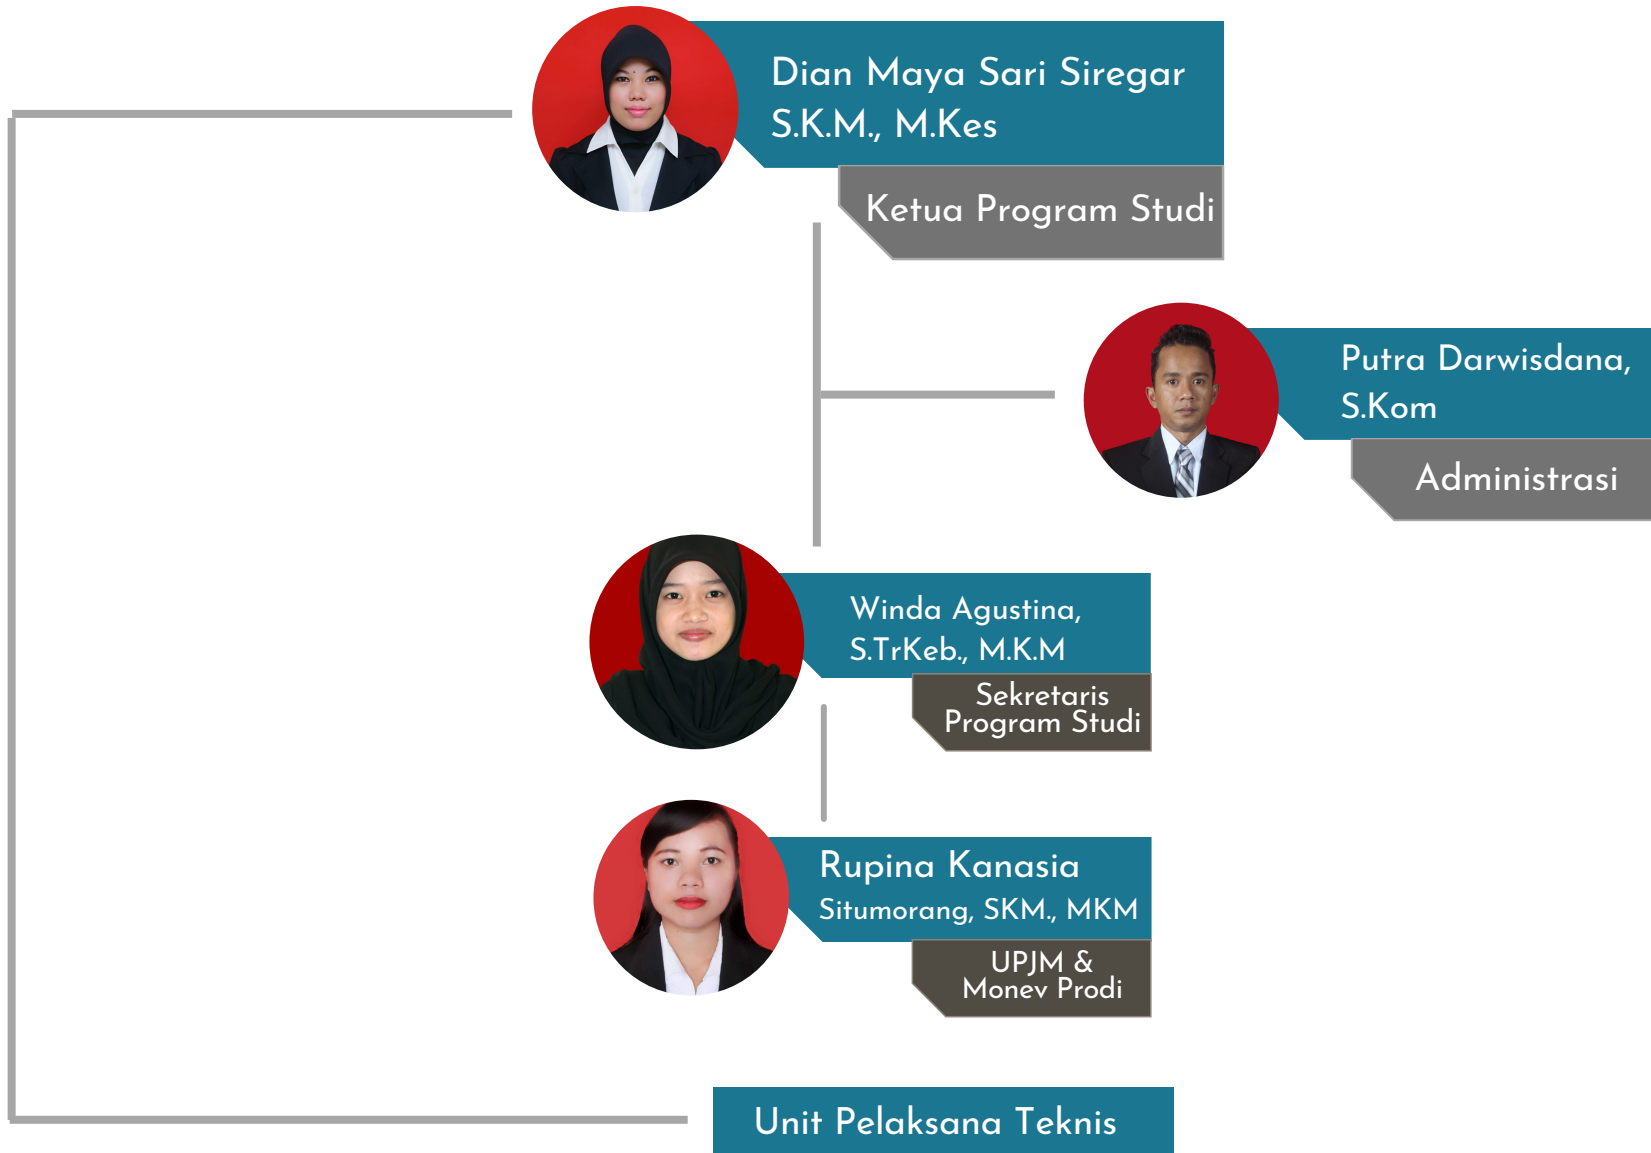 Dian Maya Sari Siregar
S.K.M., M.Kes
Ketua Program Studi
Putra Darwisdana,
S.Kom
Administrasi
Winda Agustina,
S.TrKeb., M.K.M
Sekretaris
Program Studi
Rupina Kanasia
Situmorang, SKM., MKM
UPJM &
Monev Prodi
Unit Pelaksana Teknis